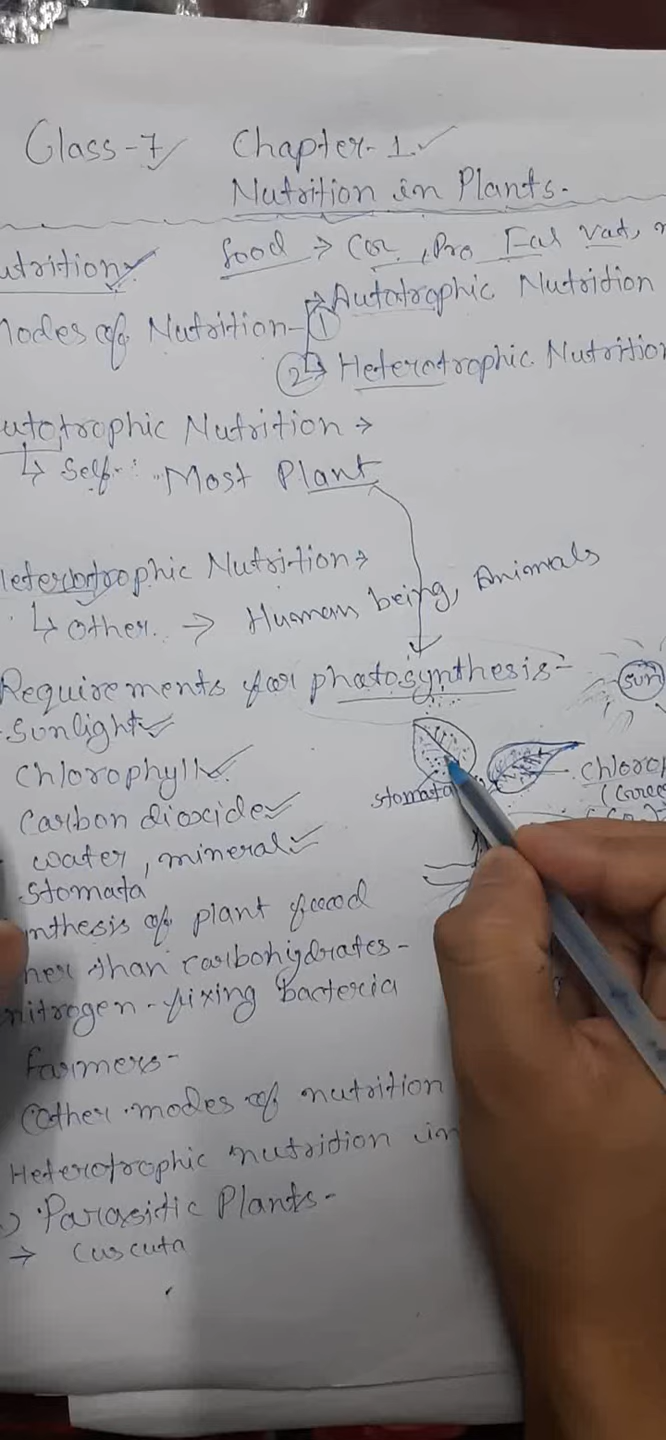 Class-7 Chapter-1
Nutrition in Plants-
utrition food → Car, Pro Fat
Modes of Nutrition- ① Autotrophic Nutrition
② Heterotrophic Nutrition
utotrophic Nutrition →
↳ Self- Most Plant
Heterotrophic Nutrition→
↳ Other → Human being, Animals
Requirements for photosynthesis- sun
-Sunlight
Chlorophyll
Carbon dioxide stomata
water, mineral
Stomata
nthesis of plant food
her than carbohydrates-
nitrogen-fixing bacteria
Farmers-
Other modes of nutrition
Heterotrophic nutrition in
Parasitic Plants-
→ Cuscuta